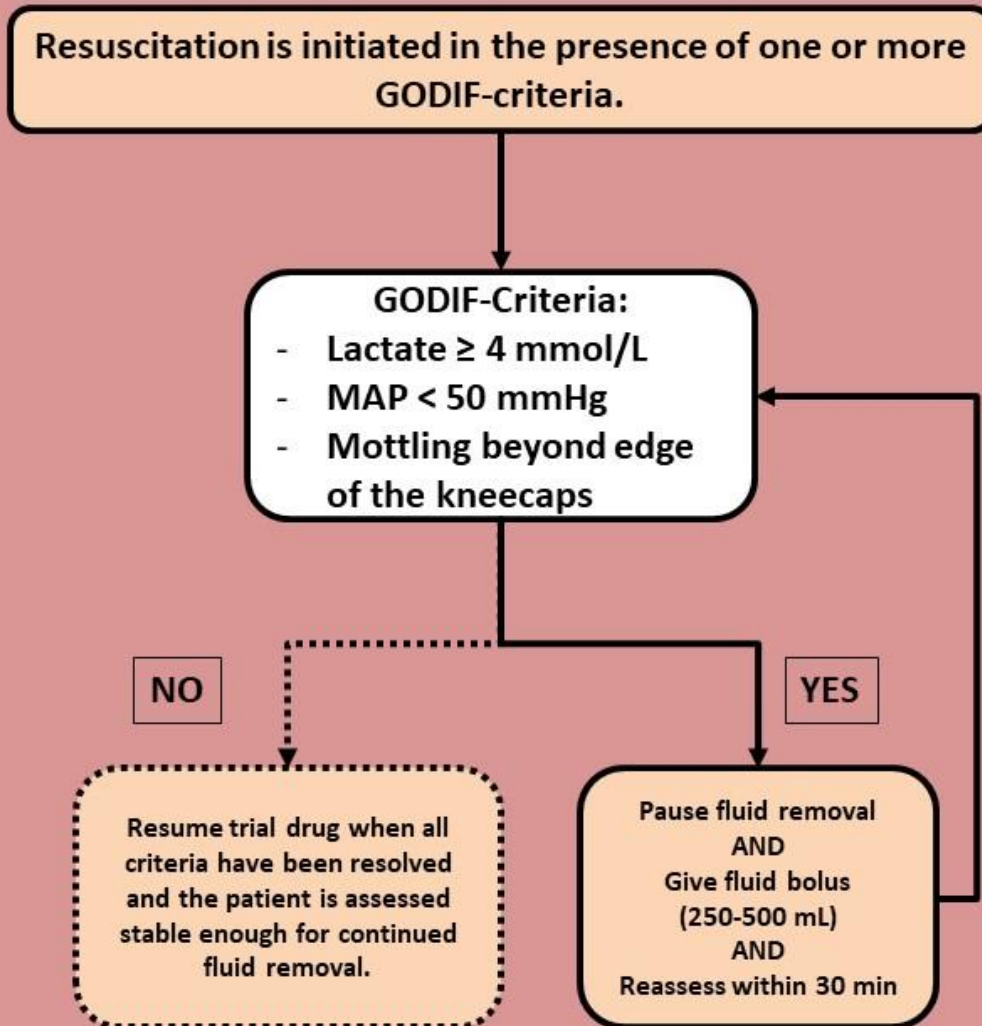 Resuscitation is initiated in the presence of one or more
GODIF-criteria.
GODIF-Criteria:
- Lactate ≥ 4 mmol/L
- MAP < 50 mmHg
- Mottling beyond edge
of the kneecaps
NO
YES
Resume trial drug when all
criteria have been resolved
and the patient is assessed
stable enough for continued
fluid removal.
Pause fluid removal
AND
Give fluid bolus
(250-500 mL)
AND
Reassess within 30 min